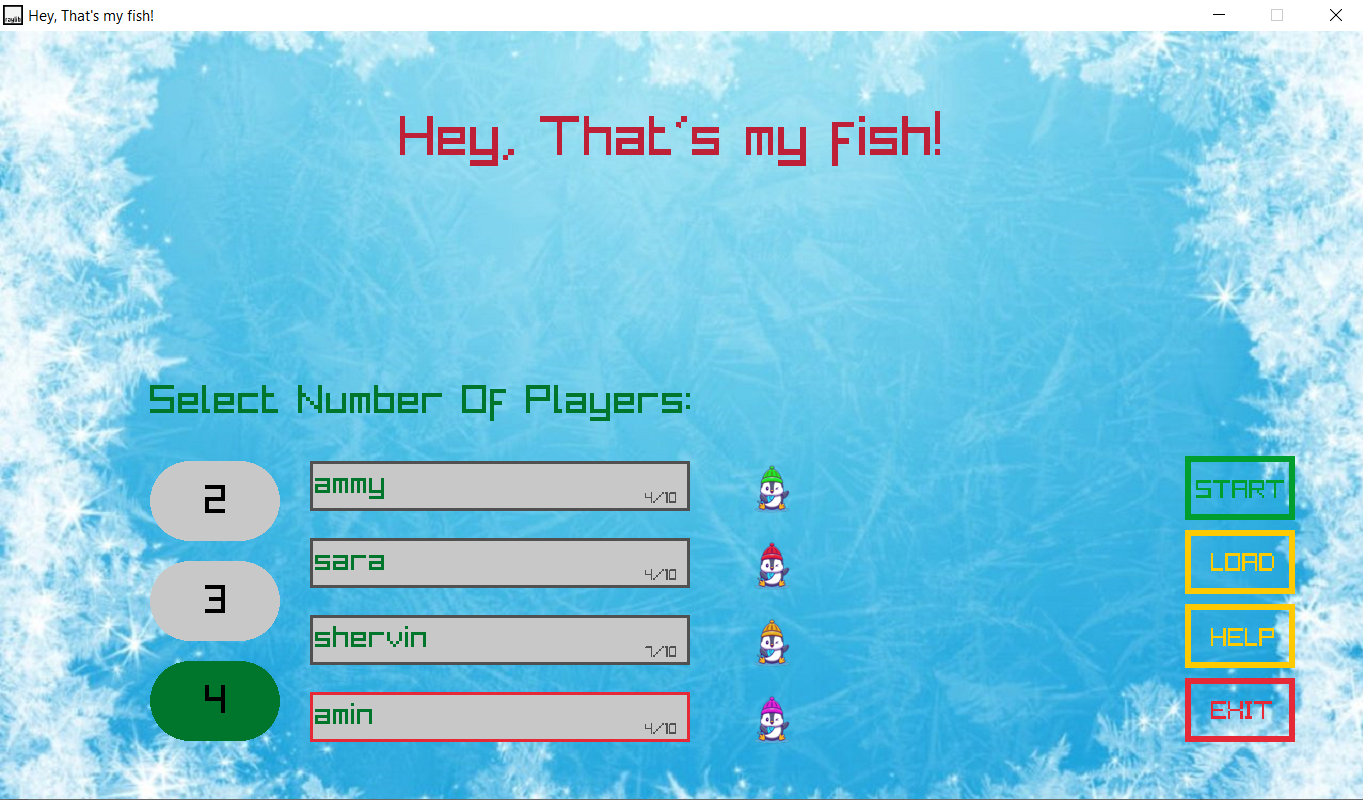 raylib
Hey, That's my fish!
Hey, That's my fish!
Select Number Of Players:
2
ammy
4/10
START
sara
4/10
LOAD
3
shervin
7/10
HELP
4
amin
4/10
EXIT